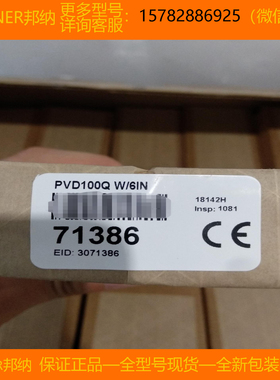 NER邦纳 更多型号:
详询客服 15782886925(微信
PVD100Q W/6IN
18142H
Insp: 1081
71386
EID: 3071386
CE
邦纳 保证正品—全型号现货—全新包装